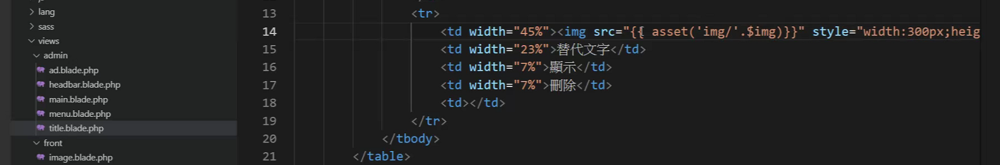 lang
sass
views
admin
ad.blade.php
headbar.blade.php
main.blade.php
menu.blade.php
title.blade.php
front
image.blade.php
13 <tr>
14 <td width="45%"><img src="{{ asset('img/'.$img)}}" style="width:300px;heig
15 <td width="23%">替代文字</td>
16 <td width="7%">顯示</td>
17 <td width="7%">刪除</td>
18 <td></td>
19 </tr>
20 </tbody>
21 </table>